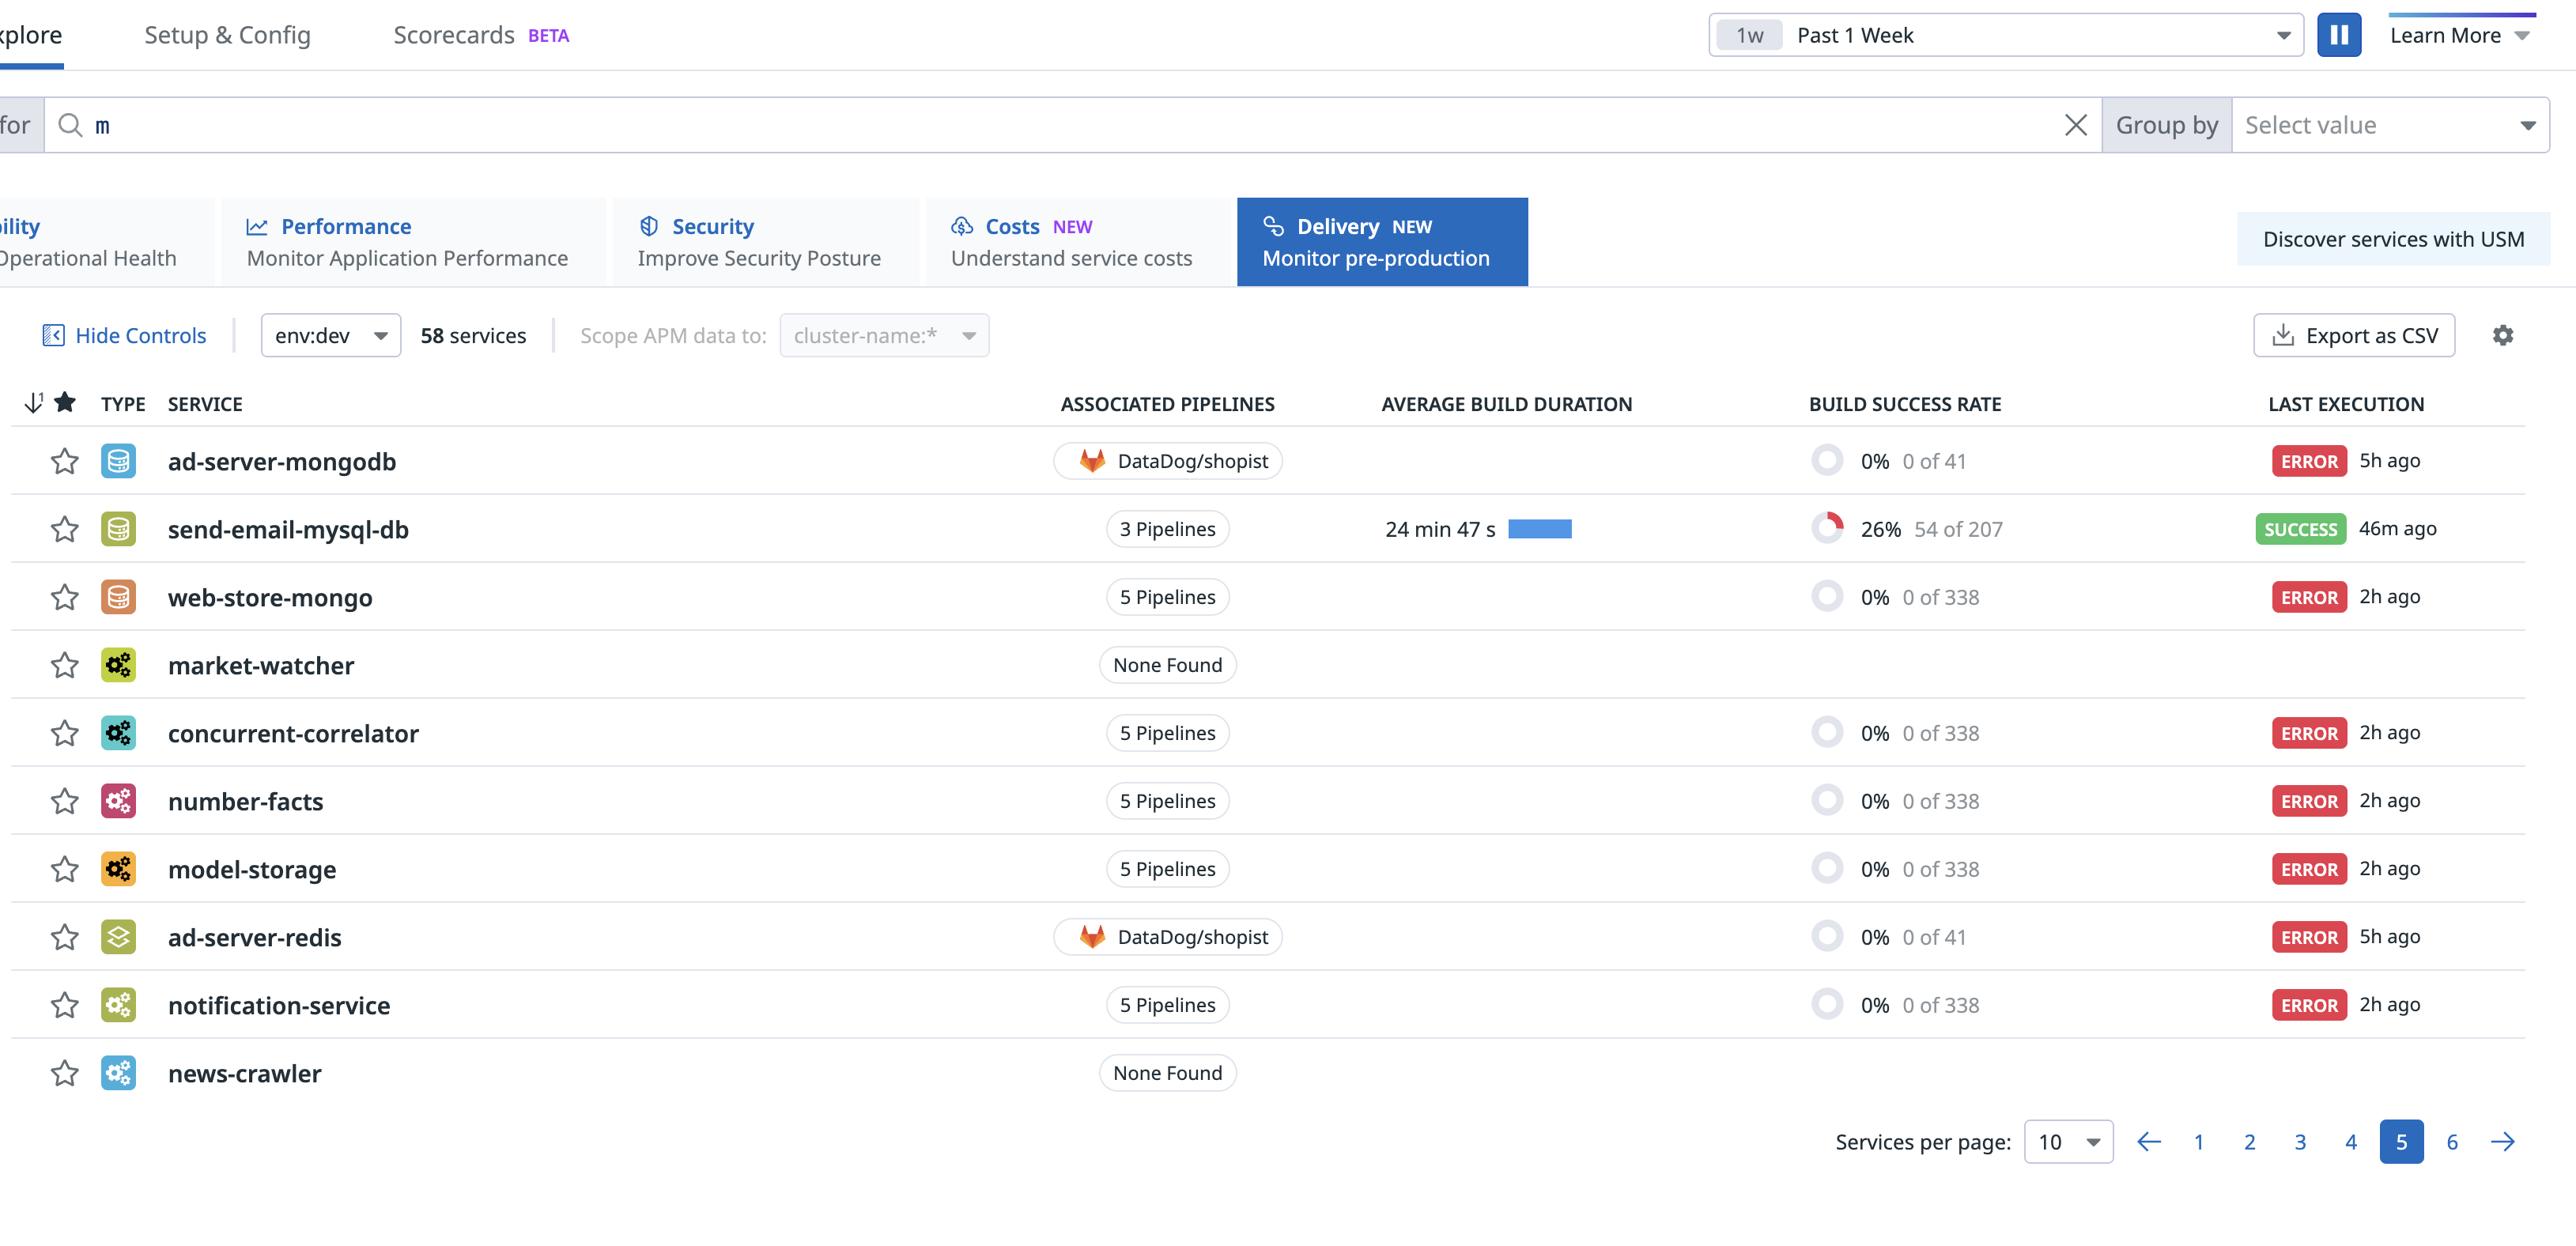 xplore Setup & Config Scorecards BETA 1w Past 1 Week Learn More
for m Group by Select value
ility Performance Security Costs NEW Delivery NEW
Operational Health Monitor Application Performance Improve Security Posture Understand service costs Monitor pre-production Discover services with USM
Hide Controls env:dev 58 services Scope APM data to: cluster-name:* Export as CSV
1 TYPE SERVICE ASSOCIATED PIPELINES AVERAGE BUILD DURATION BUILD SUCCESS RATE LAST EXECUTION
ad-server-mongodb DataDog/shopist 0% 0 of 41 ERROR 5h ago
send-email-mysql-db 3 Pipelines 24 min 47 s 26% 54 of 207 SUCCESS 46m ago
web-store-mongo 5 Pipelines 0% 0 of 338 ERROR 2h ago
market-watcher None Found
concurrent-correlator 5 Pipelines 0% 0 of 338 ERROR 2h ago
number-facts 5 Pipelines 0% 0 of 338 ERROR 2h ago
model-storage 5 Pipelines 0% 0 of 338 ERROR 2h ago
ad-server-redis DataDog/shopist 0% 0 of 41 ERROR 5h ago
notification-service 5 Pipelines 0% 0 of 338 ERROR 2h ago
news-crawler None Found
Services per page: 10 1 2 3 4 5 6